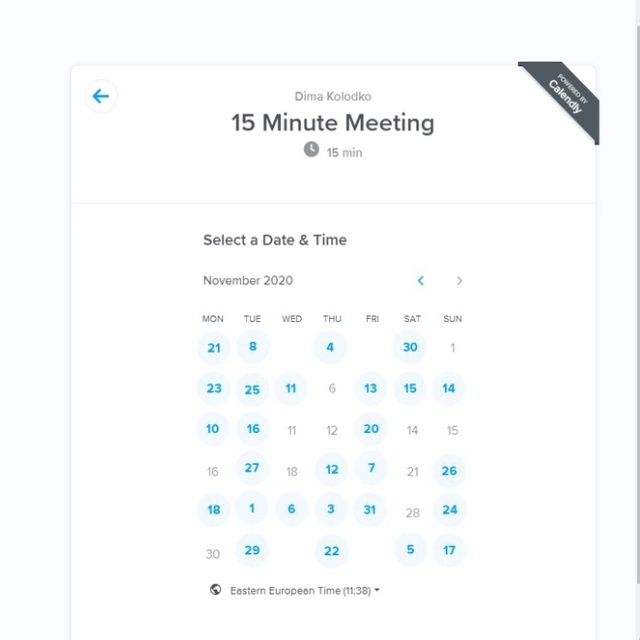 POWERED BY
Calendly
Dima Kolodko
15 Minute Meeting
15 min
Select a Date & Time
November 2020
MON TUE WED THU FRI SAT SUN
21 8 4 30 1
23 25 11 6 13 15 14
10 16 11 12 20 14 15
16 27 18 12 7 21 26
18 1 6 3 31 28 24
30 29 22 5 17
Eastern European Time (11:38)